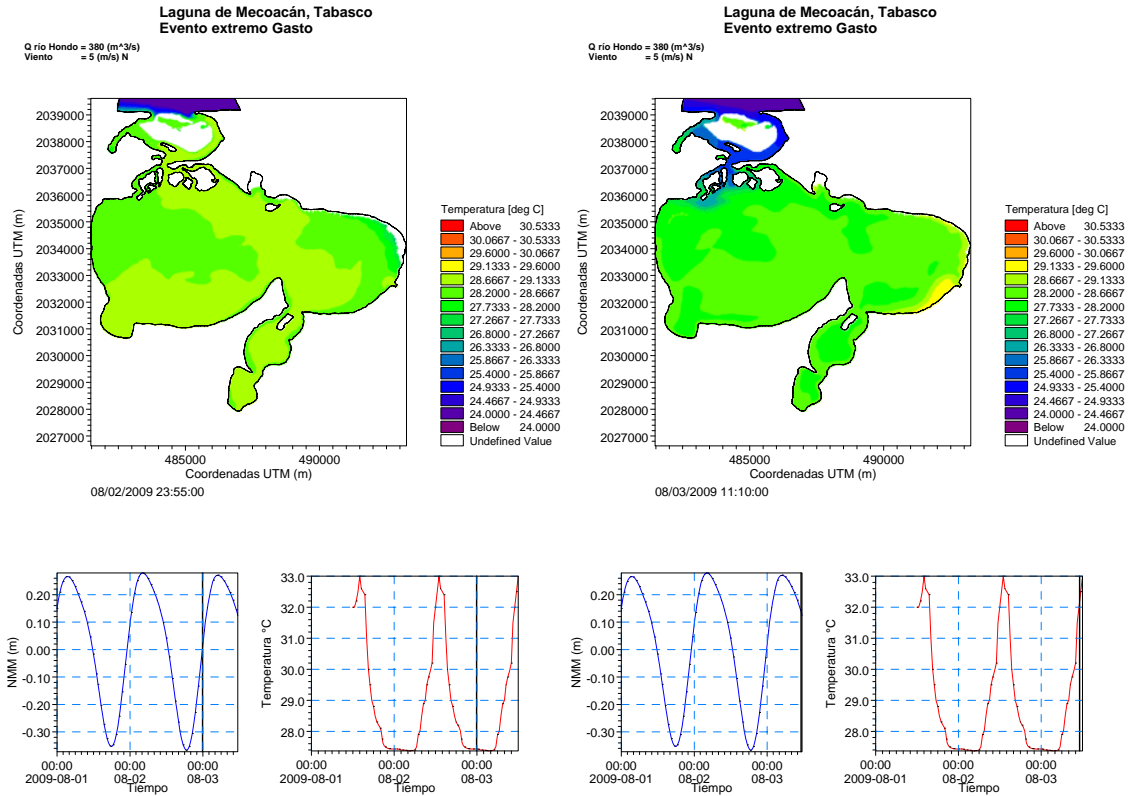 Laguna de Mecoacán, Tabasco
Evento extremo Gasto
Q río Hondo = 380 (m^3/s)
Viento = 5 (m/s) N
2039000
2038000
2037000
2036000
2035000
2034000
2033000
2032000
2031000
2030000
2029000
2028000
2027000
Coordenadas UTM (m)
485000 490000
Coordenadas UTM (m)
08/02/2009 23:55:00
Temperatura [deg C]
Above 30.5333
30.0667 - 30.5333
29.6000 - 30.0667
29.1333 - 29.6000
28.6667 - 29.1333
28.2000 - 28.6667
27.7333 - 28.2000
27.2667 - 27.7333
26.8000 - 27.2667
26.3333 - 26.8000
25.8667 - 26.3333
25.4000 - 25.8667
24.9333 - 25.4000
24.4667 - 24.9333
24.0000 - 24.4667
Below 24.0000
Undefined Value
Laguna de Mecoacán, Tabasco
Evento extremo Gasto
Q río Hondo = 380 (m^3/s)
Viento = 5 (m/s) N
2039000
2038000
2037000
2036000
2035000
2034000
2033000
2032000
2031000
2030000
2029000
2028000
2027000
Coordenadas UTM (m)
485000 490000
Coordenadas UTM (m)
08/03/2009 11:10:00
Temperatura [deg C]
Above 30.5333
30.0667 - 30.5333
29.6000 - 30.0667
29.1333 - 29.6000
28.6667 - 29.1333
28.2000 - 28.6667
27.7333 - 28.2000
27.2667 - 27.7333
26.8000 - 27.2667
26.3333 - 26.8000
25.8667 - 26.3333
25.4000 - 25.8667
24.9333 - 25.4000
24.4667 - 24.9333
24.0000 - 24.4667
Below 24.0000
Undefined Value
NMM (m)
0.20
0.10
0.00
-0.10
-0.20
-0.30
00:00 00:00 00:00
2009-08-01 08-02 08-03
Tiempo
Temperatura °C
33.0
32.0
31.0
30.0
29.0
28.0
00:00 00:00 00:00
2009-08-01 08-02 08-03
Tiempo
NMM (m)
0.20
0.10
0.00
-0.10
-0.20
-0.30
00:00 00:00 00:00
2009-08-01 08-02 08-03
Tiempo
Temperatura °C
33.0
32.0
31.0
30.0
29.0
28.0
00:00 00:00 00:00
2009-08-01 08-02 08-03
Tiempo